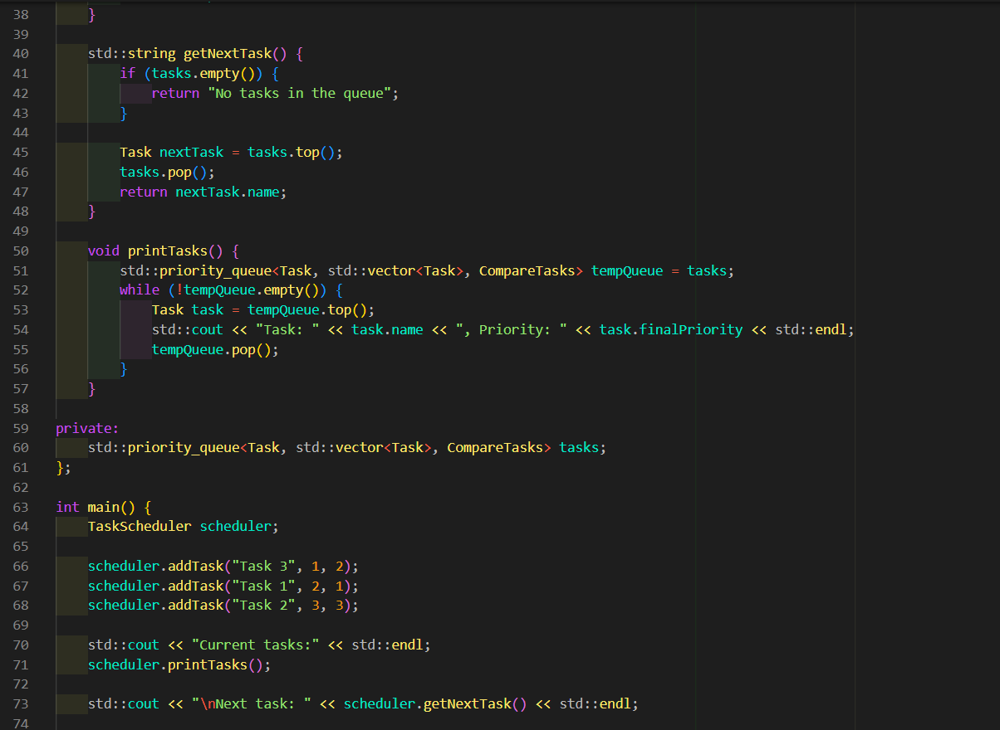 38     }
39
40     std::string getNextTask() {
41         if (tasks.empty()) {
42             return "No tasks in the queue";
43         }
44
45         Task nextTask = tasks.top();
46         tasks.pop();
47         return nextTask.name;
48     }
49
50     void printTasks() {
51         std::priority_queue<Task, std::vector<Task>, CompareTasks> tempQueue = tasks;
52         while (!tempQueue.empty()) {
53             Task task = tempQueue.top();
54             std::cout << "Task: " << task.name << ", Priority: " << task.finalPriority << std::endl;
55             tempQueue.pop();
56         }
57     }
58
59 private:
60     std::priority_queue<Task, std::vector<Task>, CompareTasks> tasks;
61 };
62
63 int main() {
64     TaskScheduler scheduler;
65
66     scheduler.addTask("Task 3", 1, 2);
67     scheduler.addTask("Task 1", 2, 1);
68     scheduler.addTask("Task 2", 3, 3);
69
70     std::cout << "Current tasks:" << std::endl;
71     scheduler.printTasks();
72
73     std::cout << "\nNext task: " << scheduler.getNextTask() << std::endl;
74